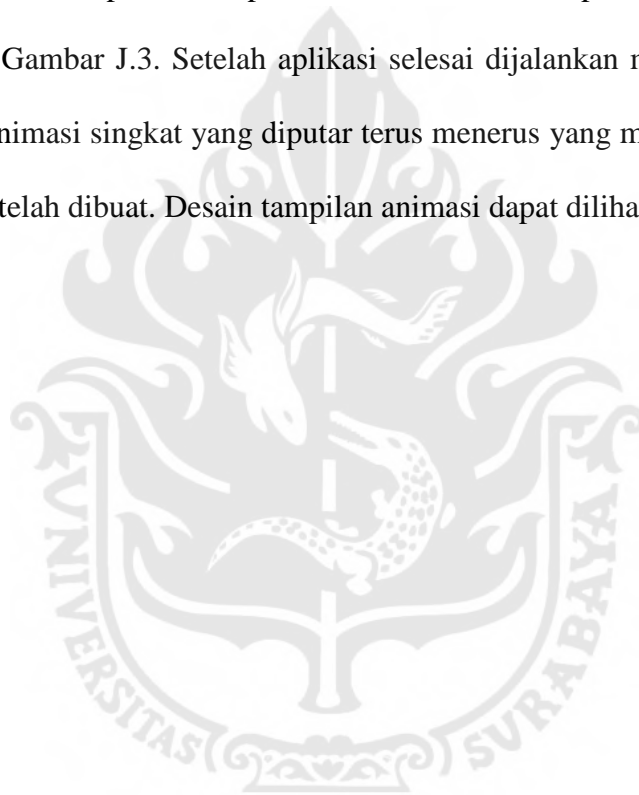 Gambar J.3. Setelah aplikasi selesai dijalankan
nimasi singkat yang diputar terus menerus yang
telah dibuat. Desain tampilan animasi dapat
UNIVERSITAS SURABAYA